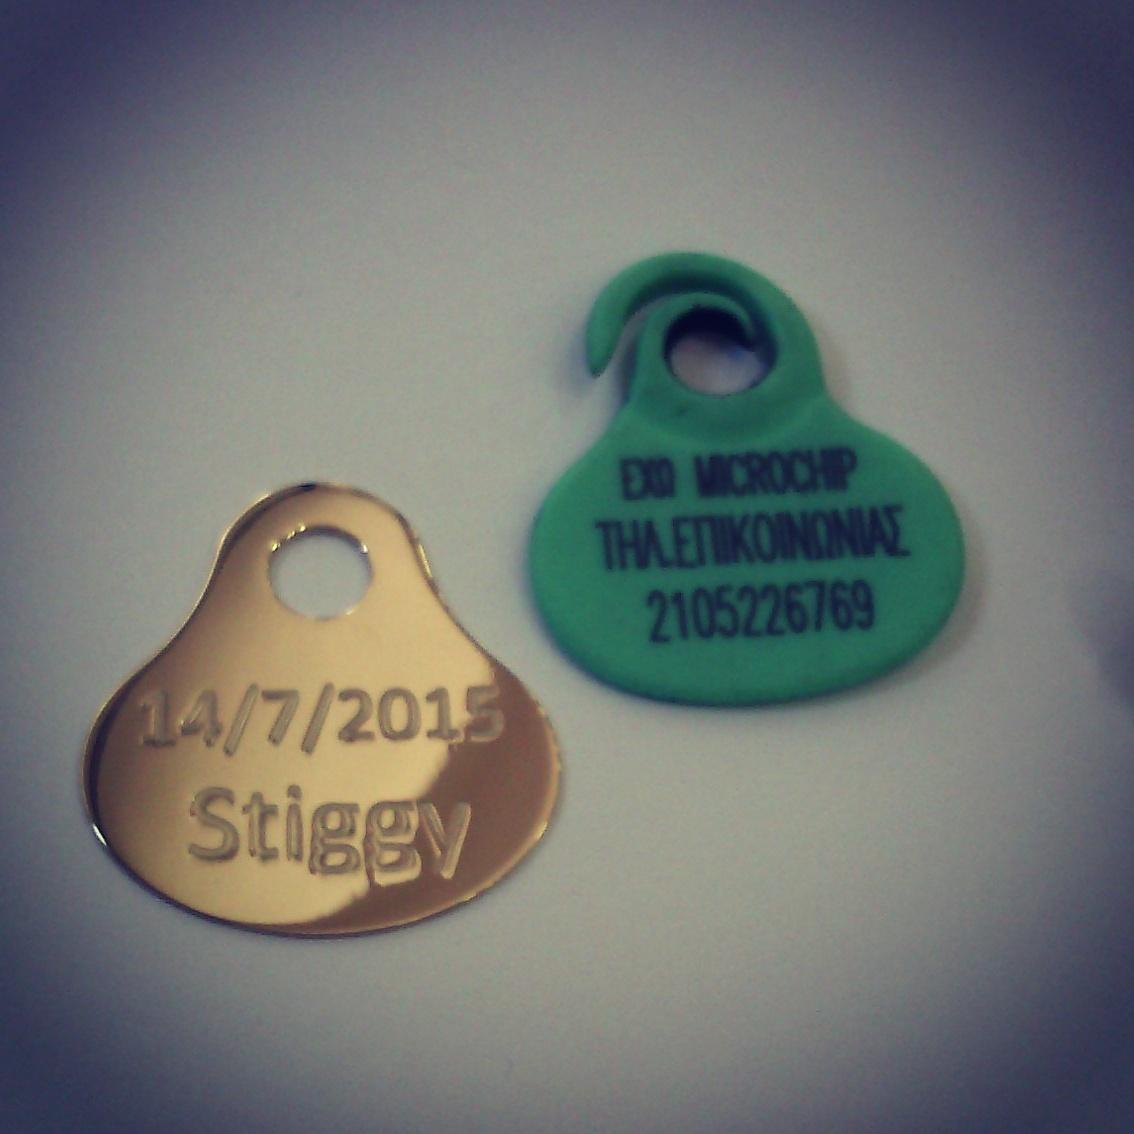 14/7/2015
Stiggy
ΕΧΩ MICROCHIP
ΤΗΛ.ΕΠΙΚΟΙΝΩΝΙΑΣ
2105226769